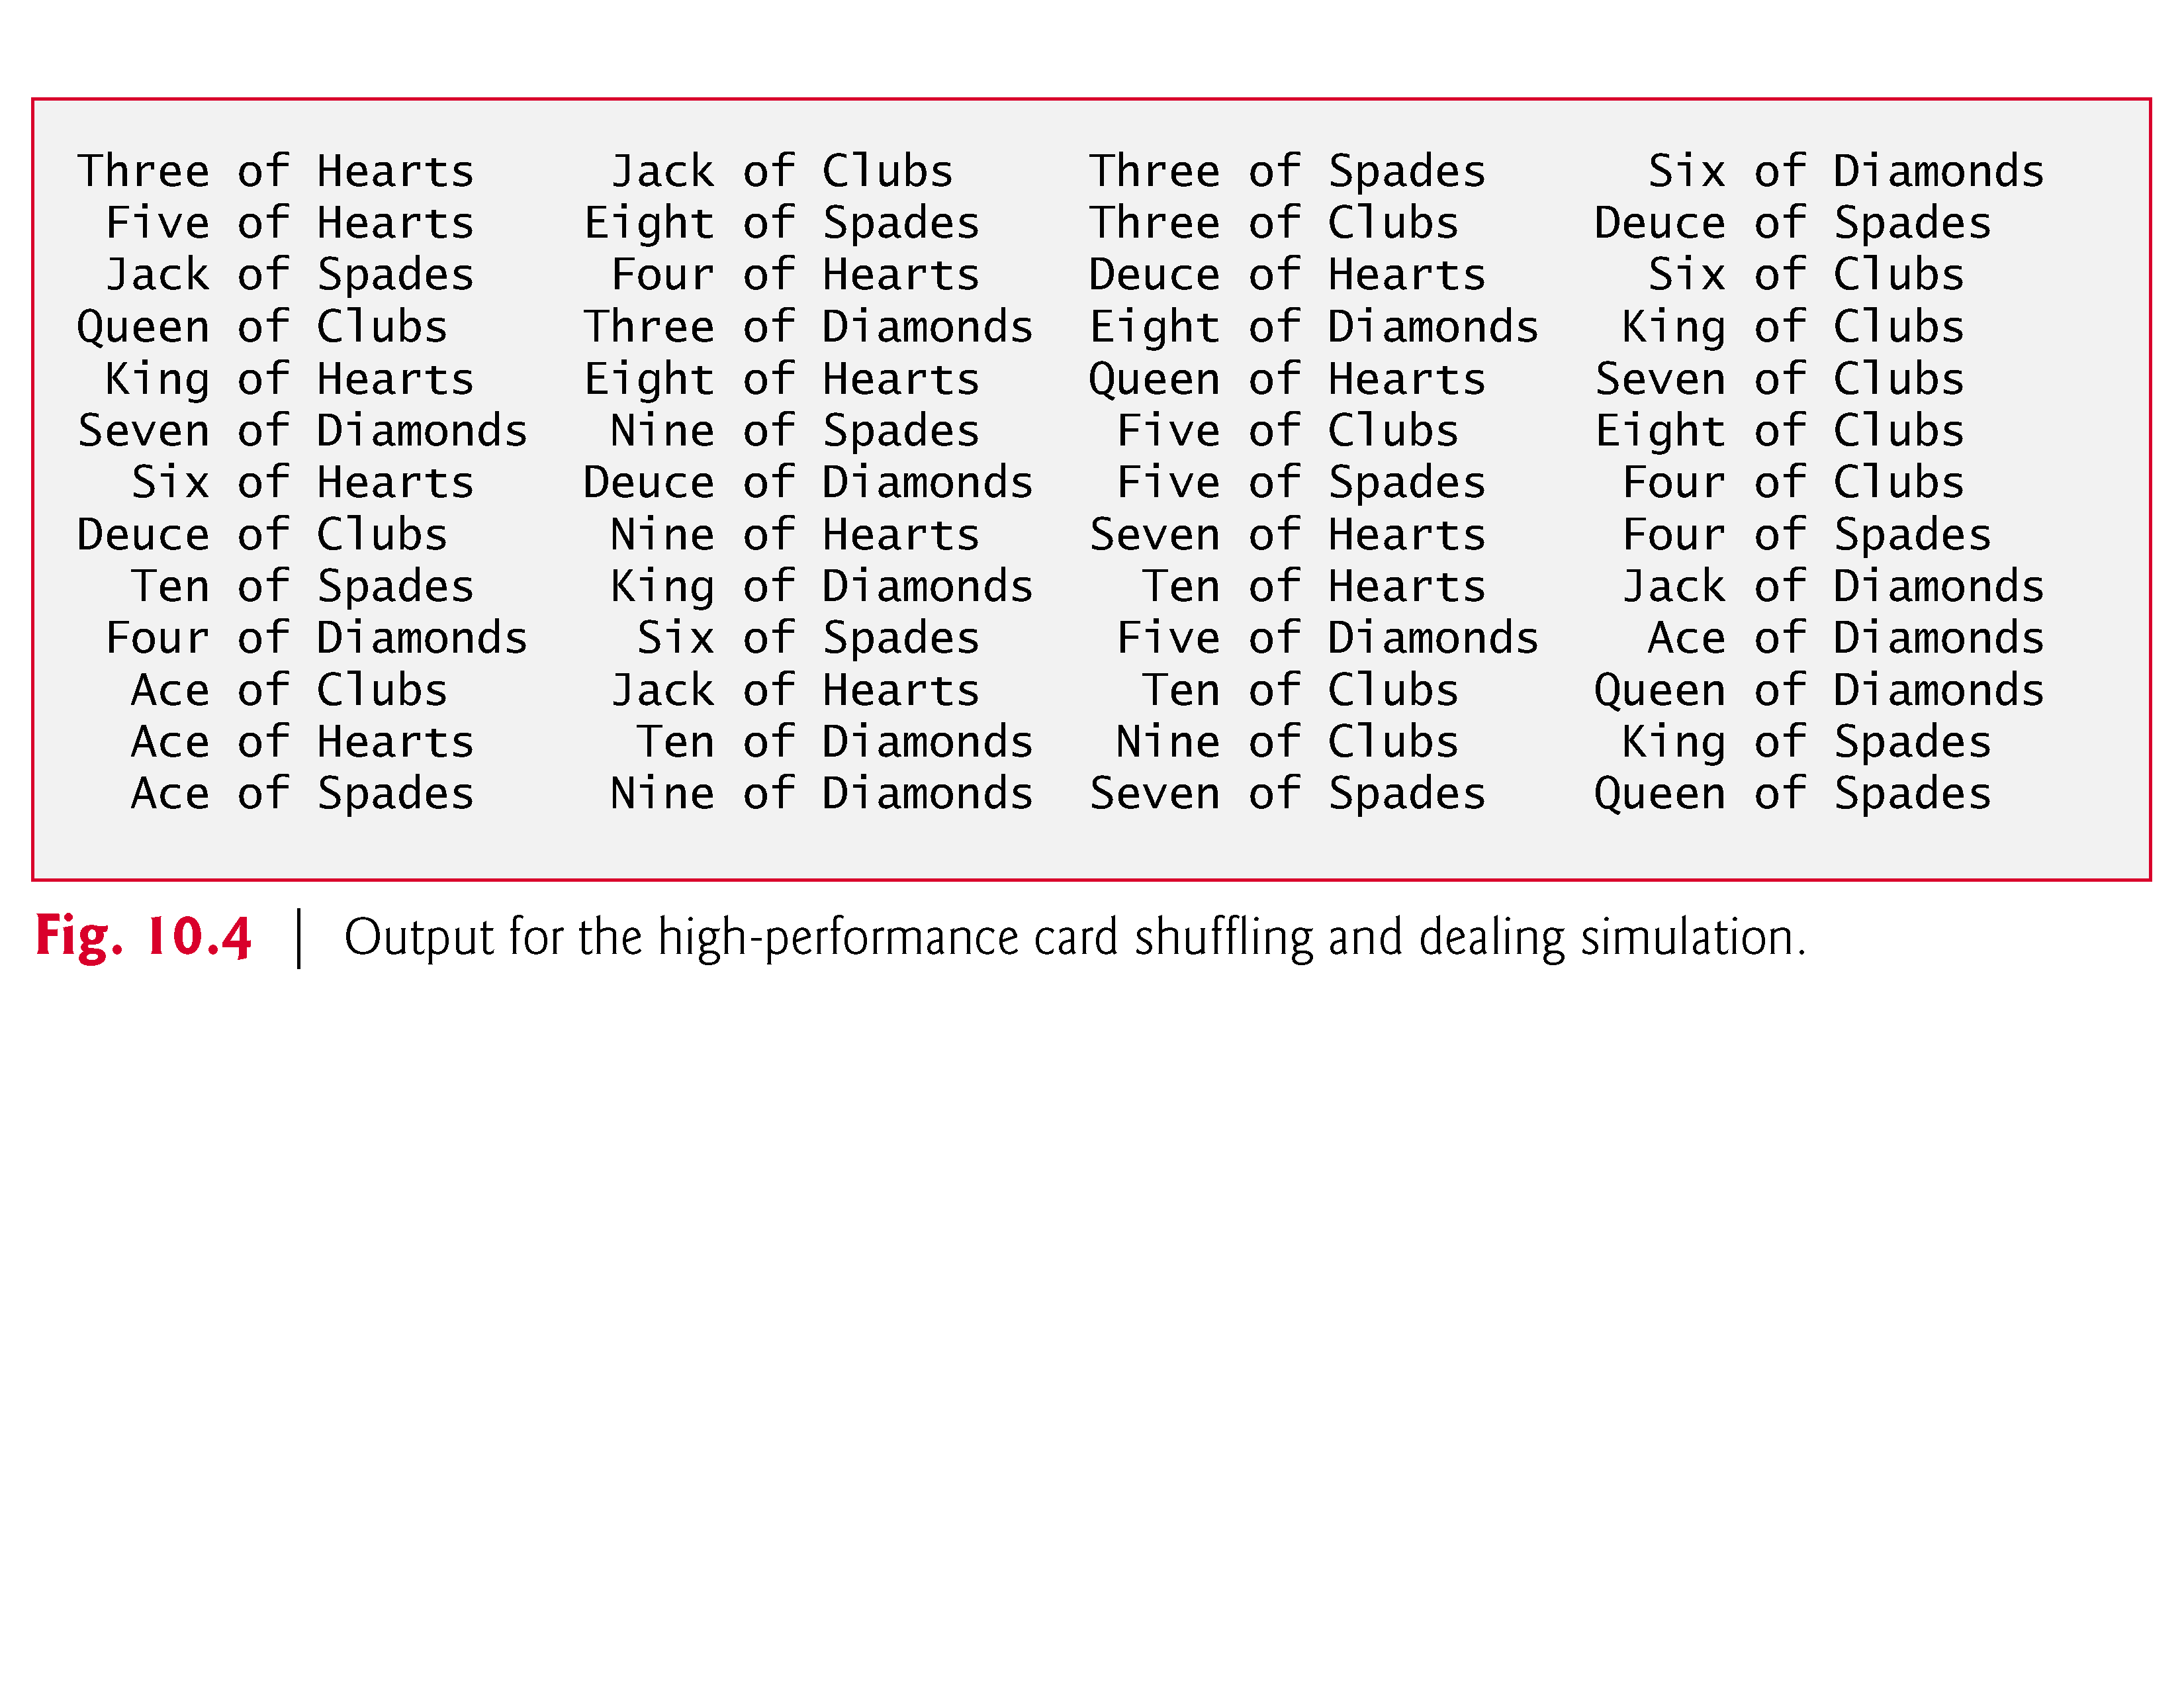 Three of Hearts Jack of Clubs Three of Spades Six of Diamonds
Five of Hearts Eight of Spades Three of Clubs Deuce of Spades
Jack of Spades Four of Hearts Deuce of Hearts Six of Clubs
Queen of Clubs Three of Diamonds Eight of Diamonds King of Clubs
King of Hearts Eight of Hearts Queen of Hearts Seven of Clubs
Seven of Diamonds Nine of Spades Five of Clubs Eight of Clubs
Six of Hearts Deuce of Diamonds Five of Spades Four of Clubs
Deuce of Clubs Nine of Hearts Seven of Hearts Four of Spades
Ten of Spades King of Diamonds Ten of Hearts Jack of Diamonds
Four of Diamonds Six of Spades Five of Diamonds Ace of Diamonds
Ace of Clubs Jack of Hearts Ten of Clubs Queen of Diamonds
Ace of Hearts Ten of Diamonds Nine of Clubs King of Spades
Ace of Spades Nine of Diamonds Seven of Spades Queen of Spades
Fig. 10.4 | Output for the high-performance card shuffling and dealing simulation.